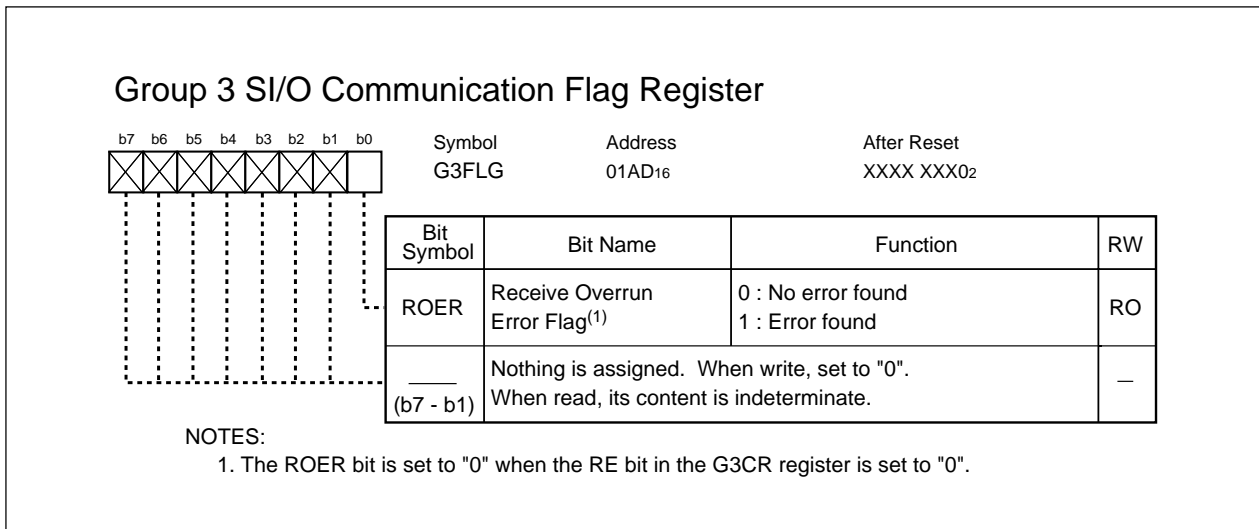 Group 3 SI/O Communication Flag Register
b7 b6 b5 b4 b3 b2 b1 b0
Symbol Address After Reset
G3FLG 01AD16 XXXX XXX02
Bit Symbol Bit Name Function RW
ROER Receive Overrun Error Flag(1) 0 : No error found RO
1 : Error found
(b7 - b1) Nothing is assigned. When write, set to "0". —
When read, its content is indeterminate.
NOTES:
1. The ROER bit is set to "0" when the RE bit in the G3CR register is set to "0".